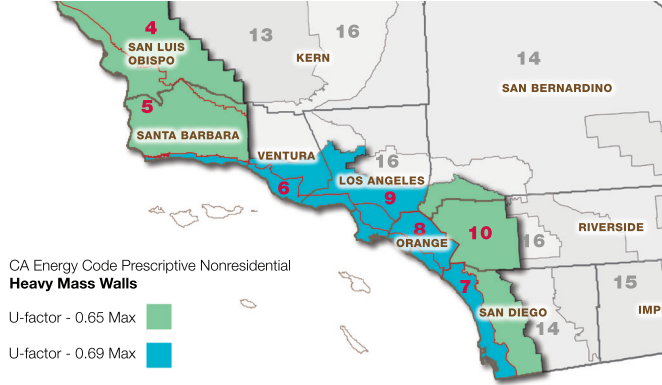 4
13
16
SAN LUIS
OBISPO
KERN
14
SAN BERNARDINO
5
SANTA BARBARA
VENTURA
16
LOS ANGELES
6
9
8
ORANGE
10
16
RIVERSIDE
CA Energy Code Prescriptive Nonresidential
Heavy Mass Walls
7
15
U-factor - 0.65 Max
SAN DIEGO
14
IMP
U-factor - 0.69 Max